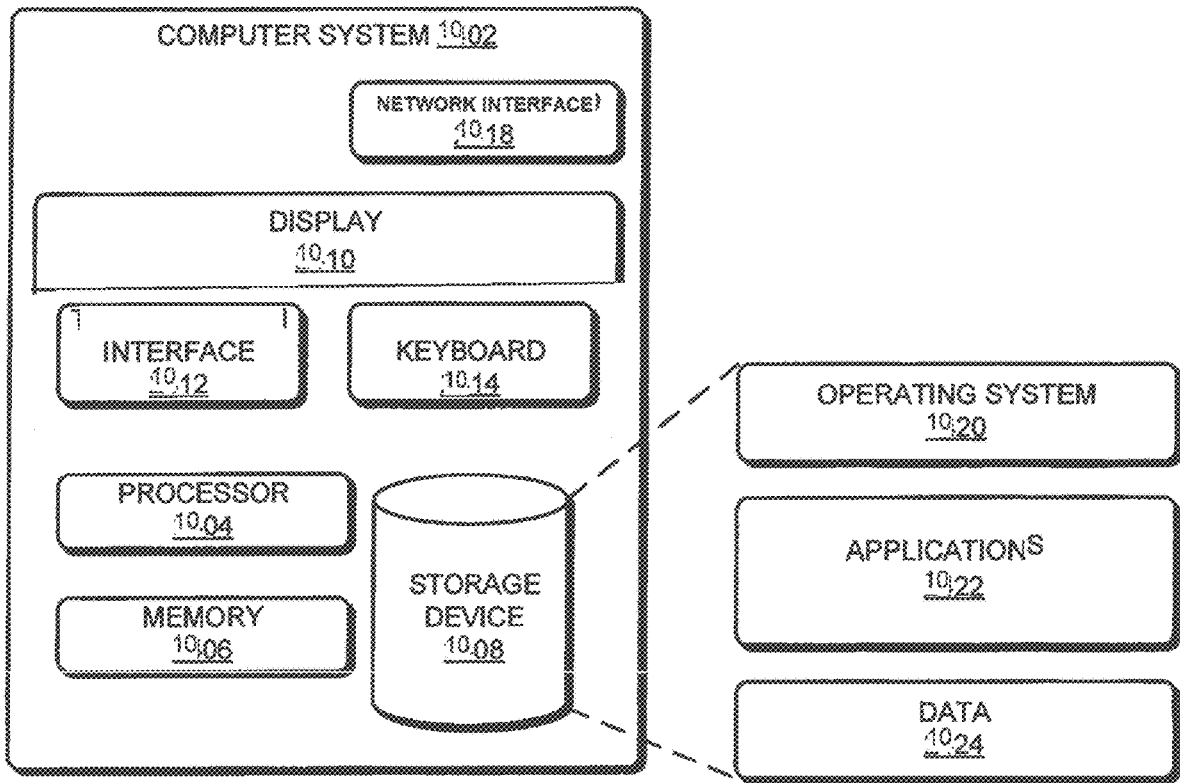 COMPUTER SYSTEM 1002
NETWORK INTERFACE
1018
DISPLAY
1010
INTERFACE
1012
KEYBOARD
1014
PROCESSOR
1004
MEMORY
1006
STORAGE
DEVICE
1008
OPERATING SYSTEM
1020
APPLICATIONS
1022
DATA
1024